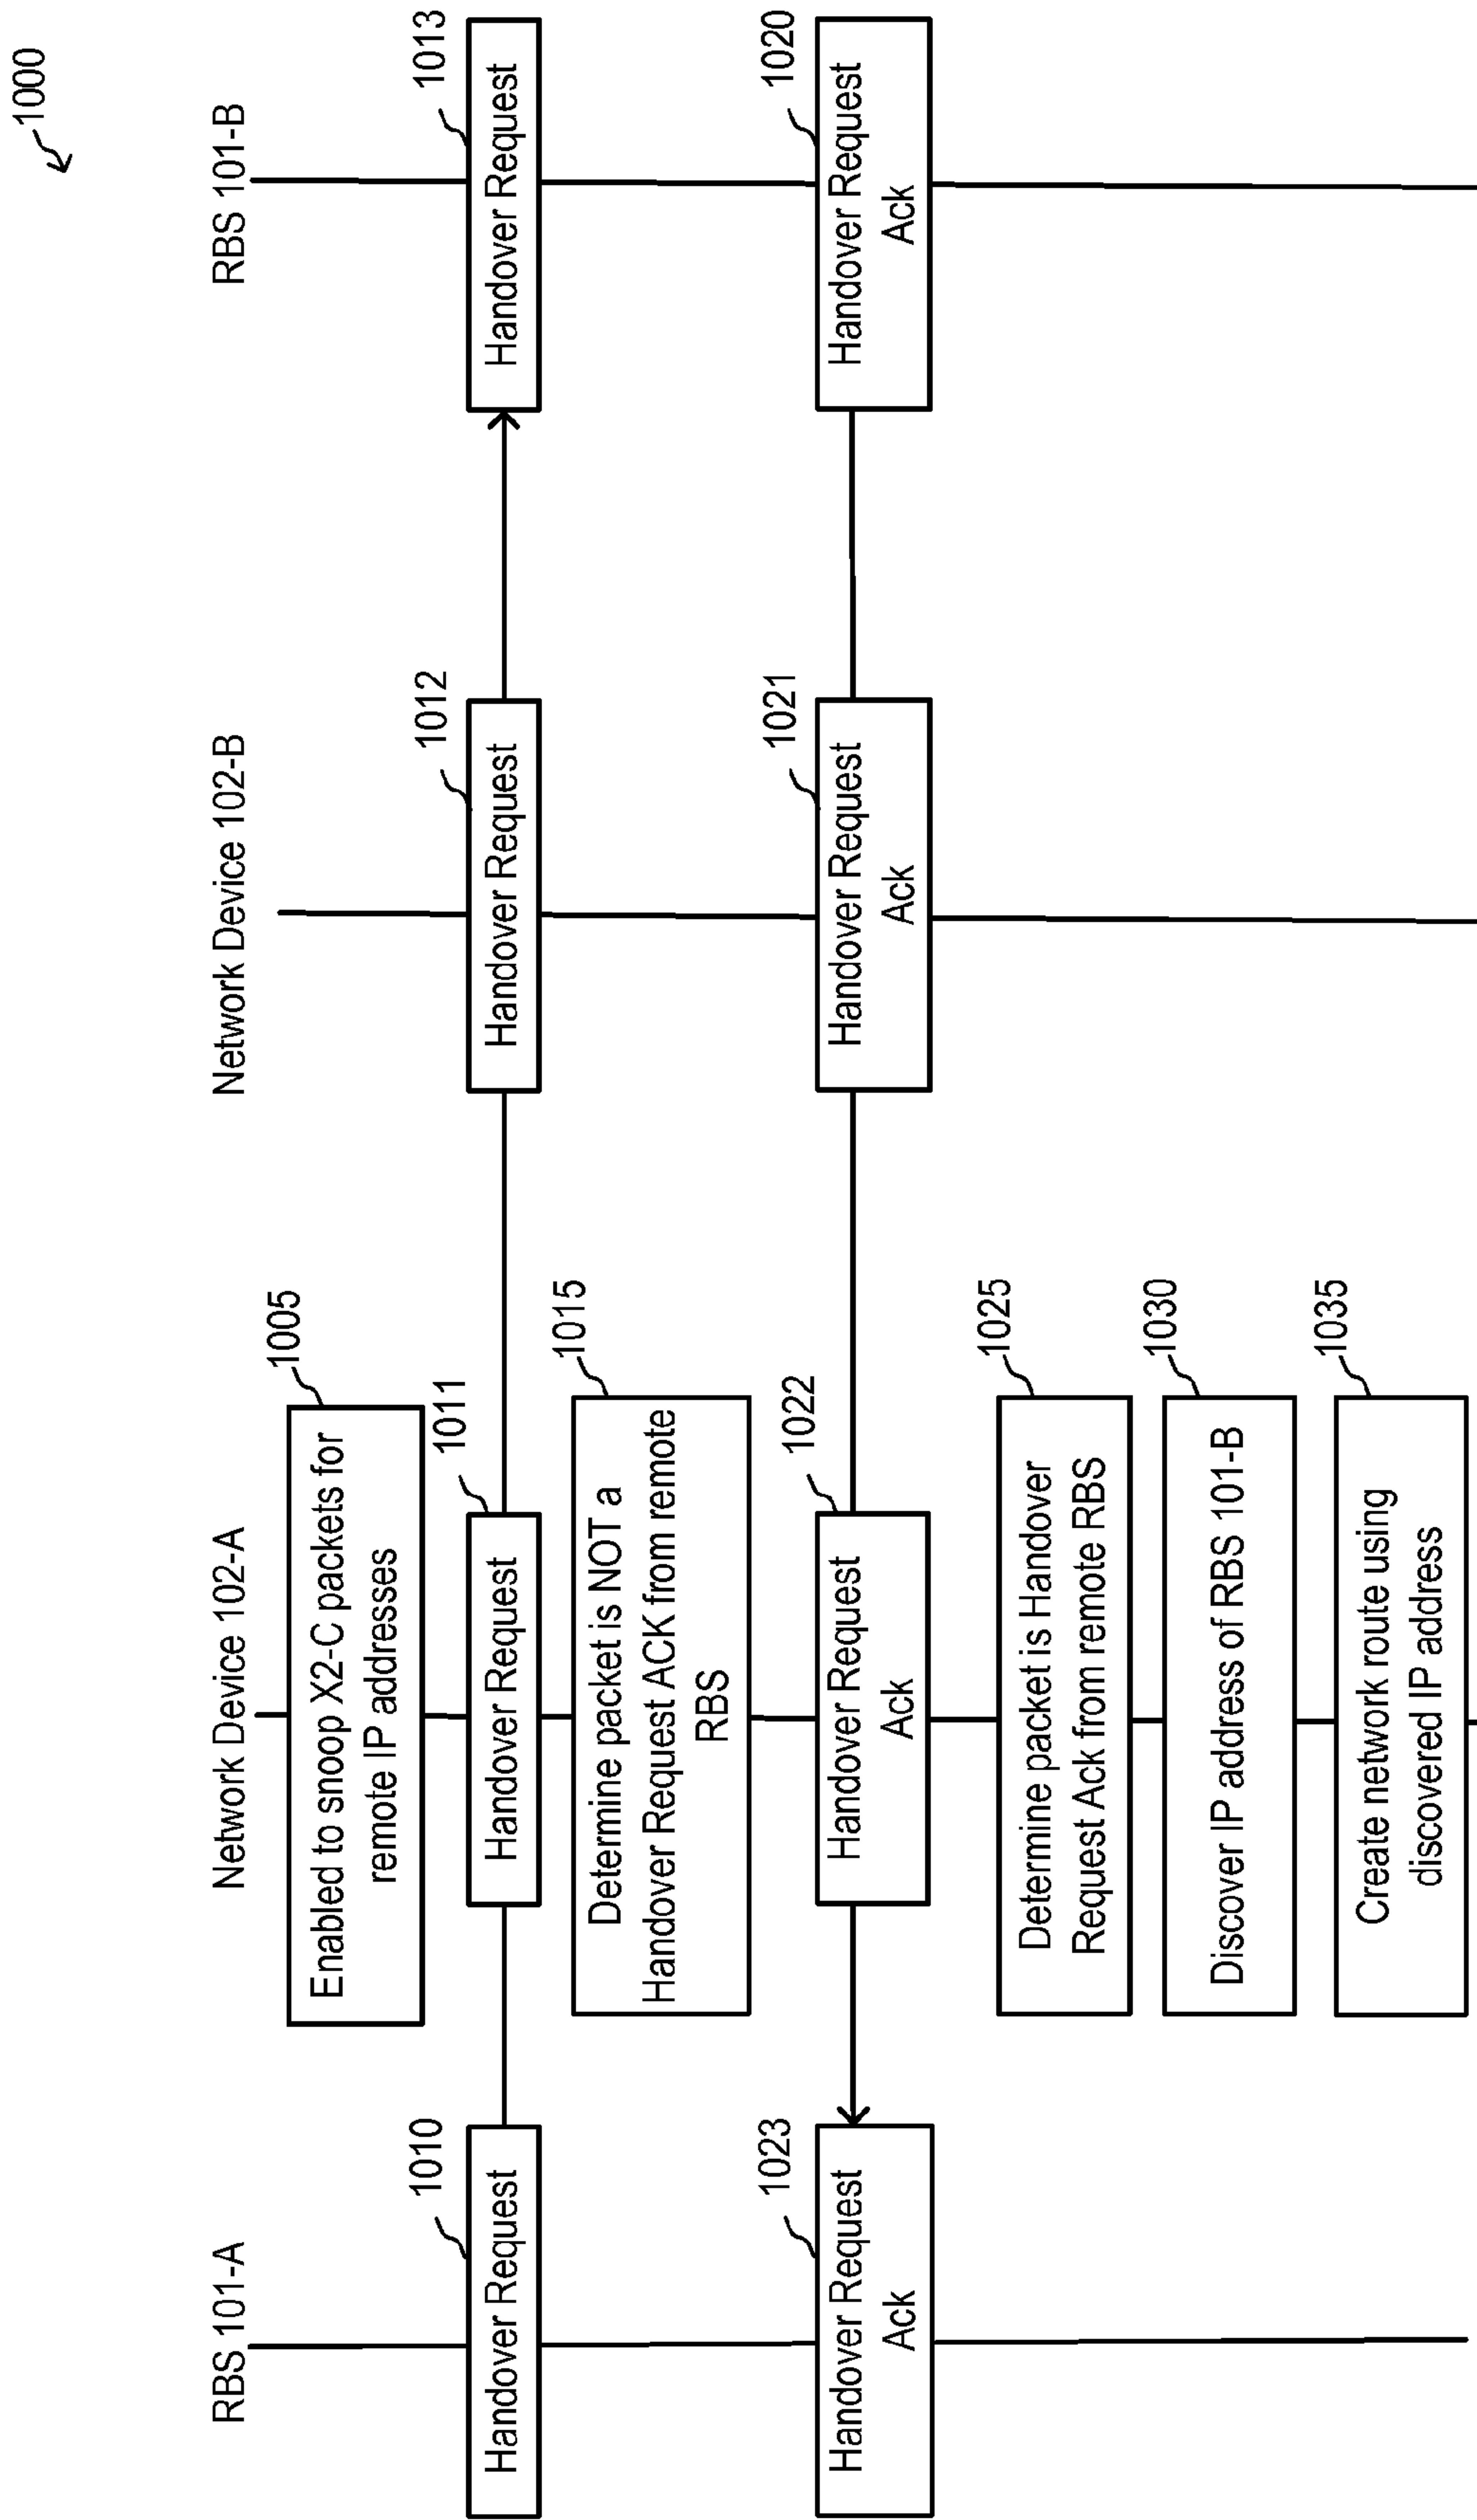 1000
RBS 101-A
Network Device 102-A
Network Device 102-B
RBS 101-B
1005
Enabled to snoop X2-C packets for
remote IP addresses
1010
Handover Request
1011
Handover Request
1012
Handover Request
1013
Handover Request
1015
Determine packet is NOT a
Handover Request ACK from remote
RBS
1023
Handover Request
Ack
1022
Handover Request
Ack
1021
Handover Request
Ack
1020
Handover Request
Ack
1025
Determine packet is Handover
Request Ack from remote RBS
1030
Discover IP address of RBS 101-B
1035
Create network route using
discovered IP address